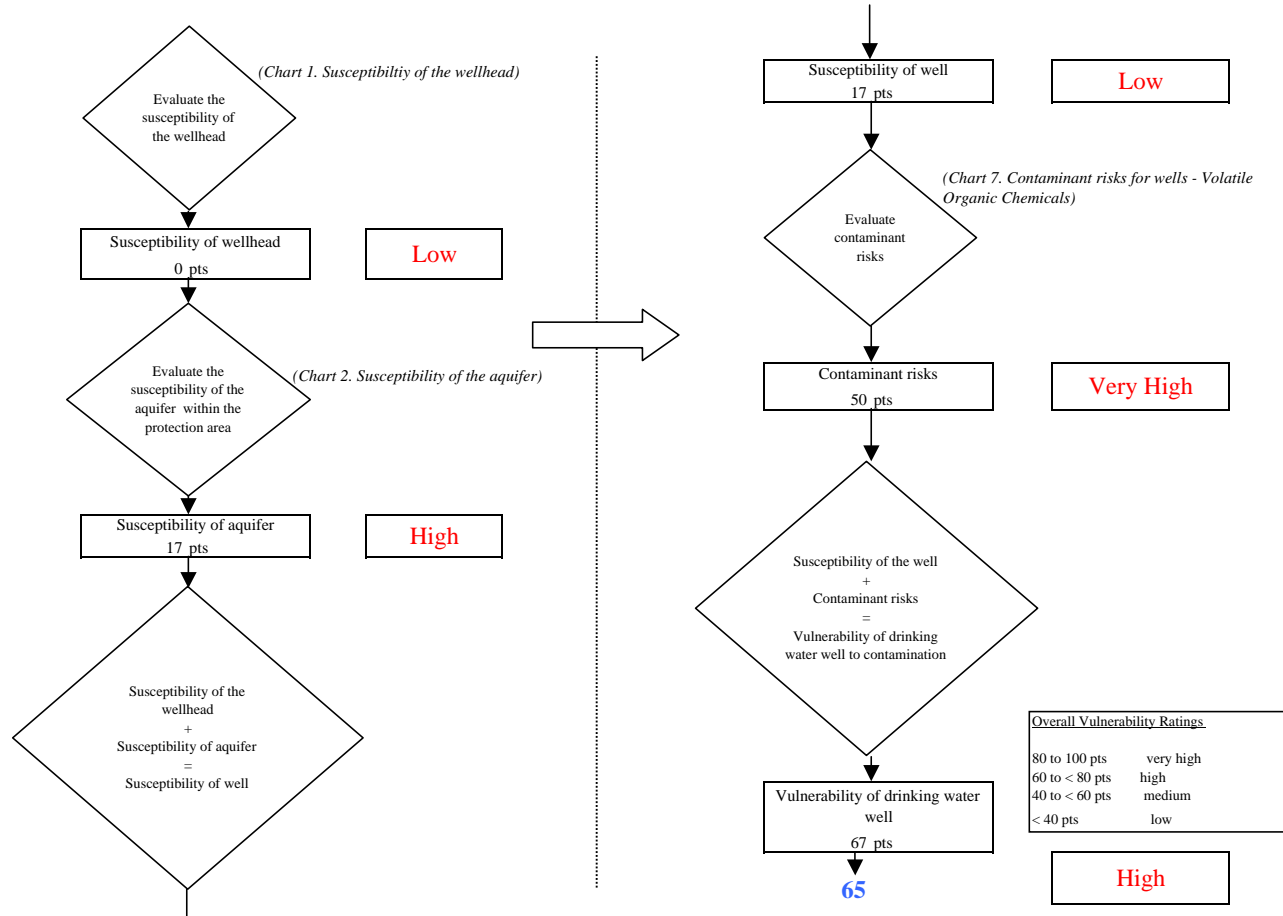 (Chart 1. Susceptibiltiy of the wellhead)
Evaluate the
susceptibility of
the wellhead
Susceptibility of wellhead
0 pts
Low
(Chart 2. Susceptibility of the aquifer)
Evaluate the
susceptibility of the
aquifer within the
protection area
Susceptibility of aquifer
17 pts
High
Susceptibility of the
wellhead
+
Susceptibility of aquifer
=
Susceptibility of well
Susceptibility of well
17 pts
Low
(Chart 7. Contaminant risks for wells - Volatile
Organic Chemicals)
Evaluate
contaminant
risks
Contaminant risks
50 pts
Very High
Susceptibility of the well
+
Contaminant risks
=
Vulnerability of drinking
water well to contamination
Overall Vulnerability Ratings
80 to 100 pts very high
60 to < 80 pts high
40 to < 60 pts medium
< 40 pts low
Vulnerability of drinking water
well
67 pts
65
High